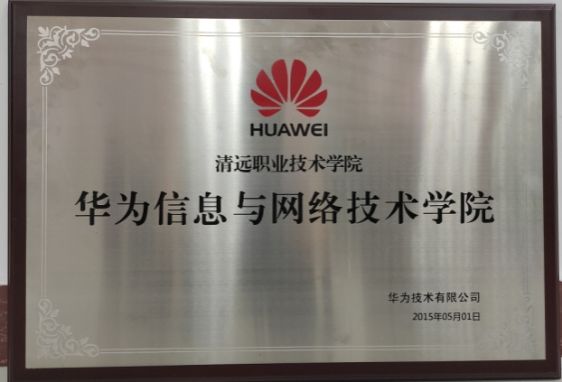 HUAWEI
清远职业技术学院
华为信息与网络技术学院
华为技术有限公司
2015年05月01日